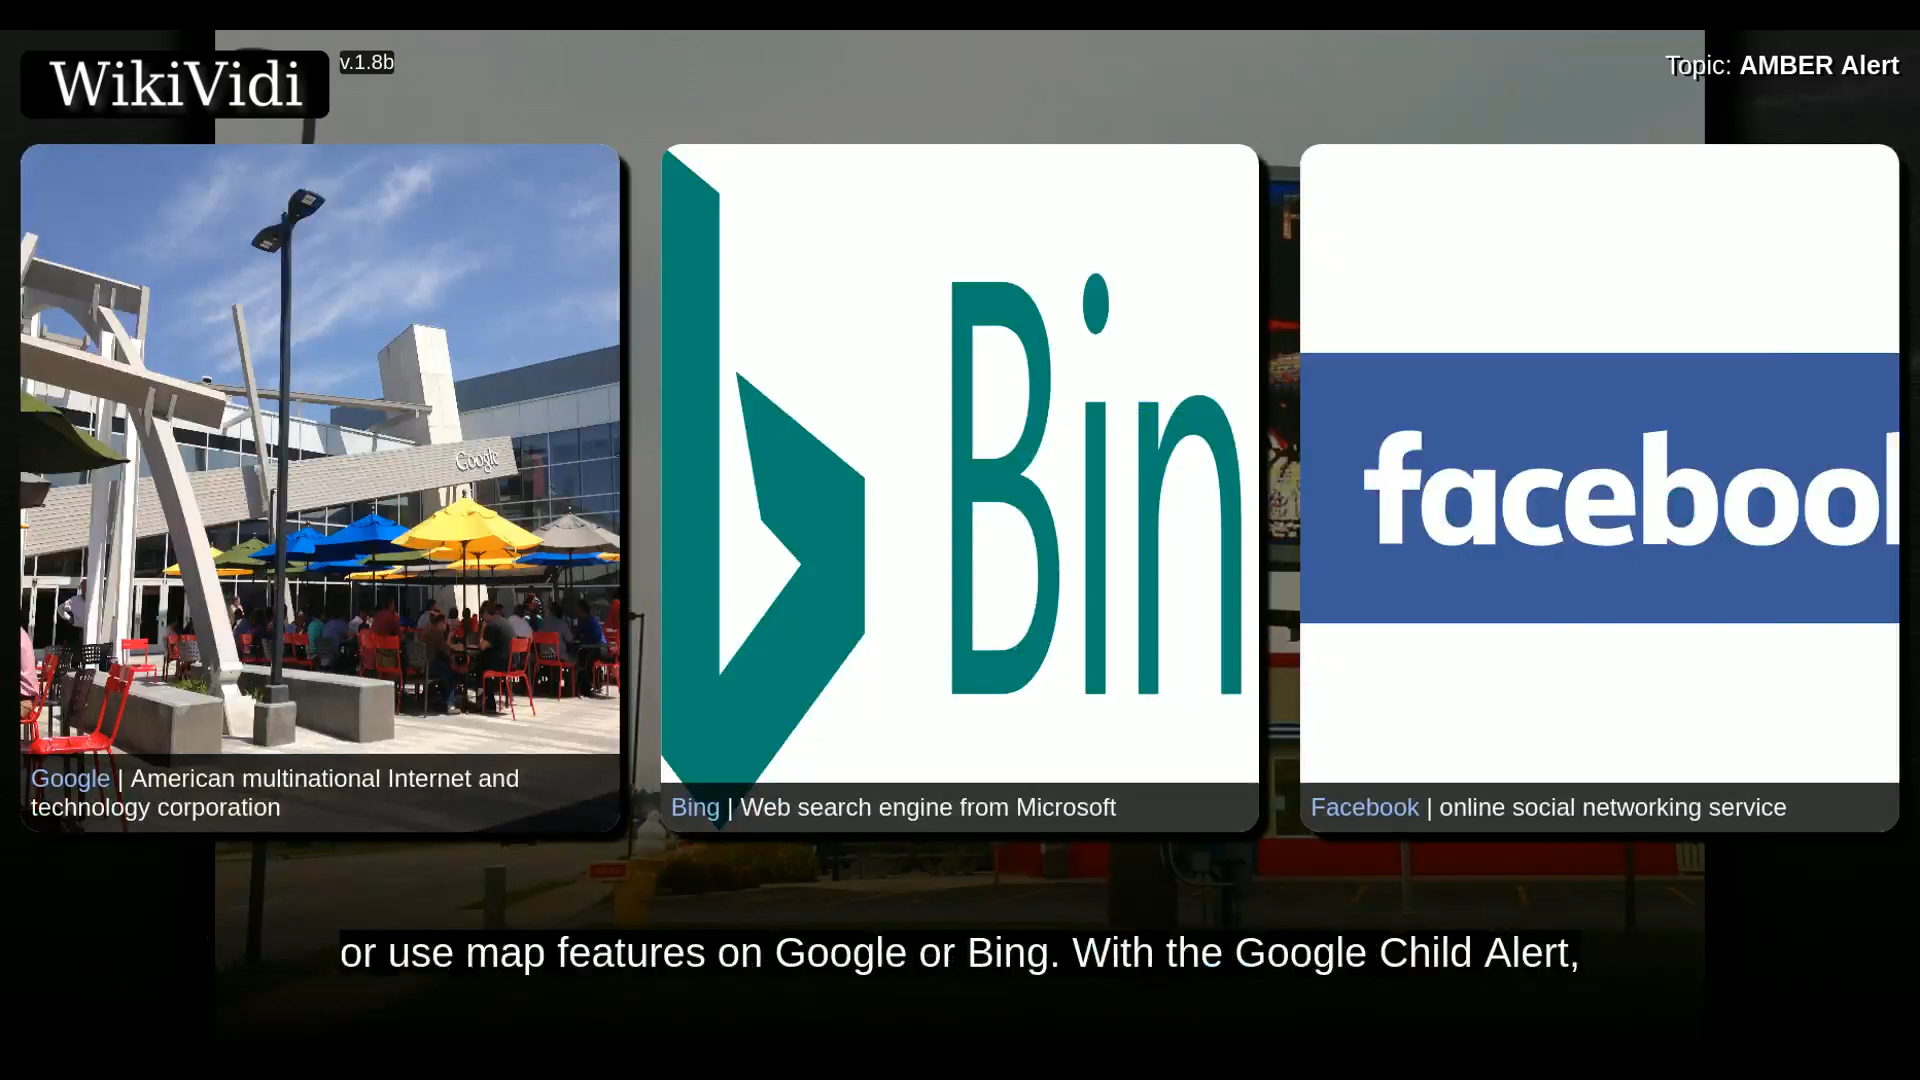 WikiVidi
v.1.8b
Topic: AMBER Alert
Google
Bin
facebook
Google | American multinational Internet and
technology corporation
Bing | Web search engine from Microsoft
Facebook | online social networking service
or use map features on Google or Bing. With the Google Child Alert,